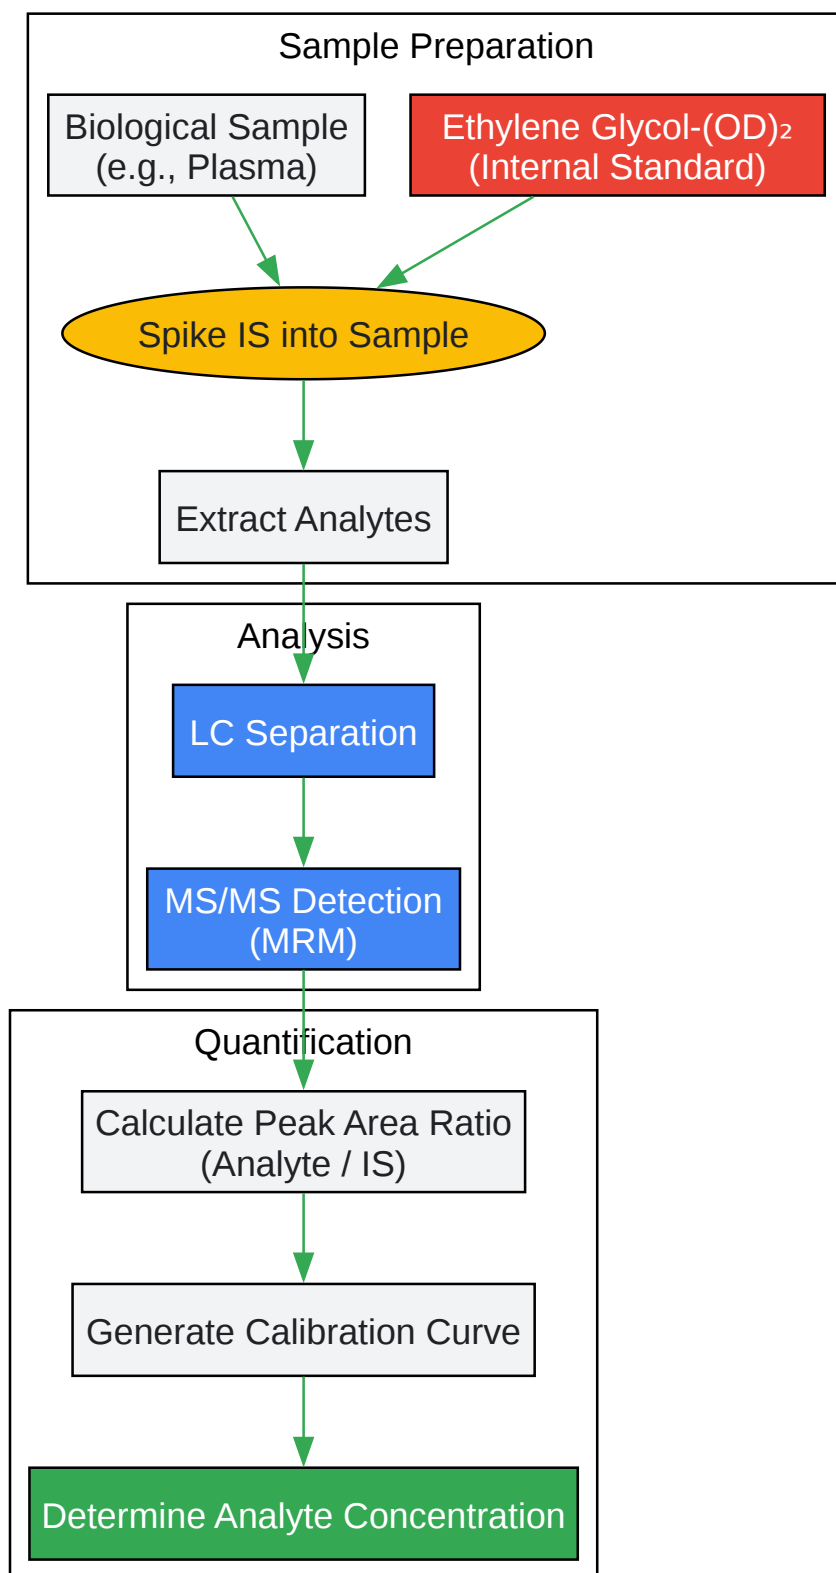 Sample Preparation
Biological Sample
(e.g., Plasma)
Ethylene Glycol-(OD)₂
(Internal Standard)
Spike IS into Sample
Extract Analytes
Analysis
LC Separation
MS/MS Detection
(MRM)
Quantification
Calculate Peak Area Ratio
(Analyte / IS)
Generate Calibration Curve
Determine Analyte Concentration